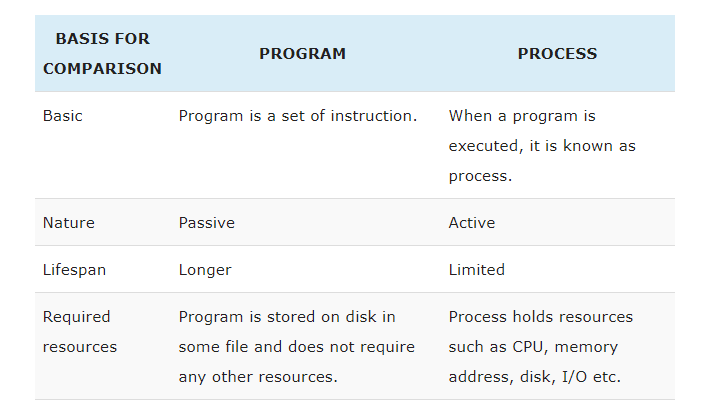 BASIS FOR COMPARISON PROGRAM PROCESS
Basic Program is a set of instruction. When a program is
executed, it is known as
process.
Nature Passive Active
Lifespan Longer Limited
Required Program is stored on disk in Process holds resources
resources some file and does not require such as CPU, memory
any other resources. address, disk, I/O etc.